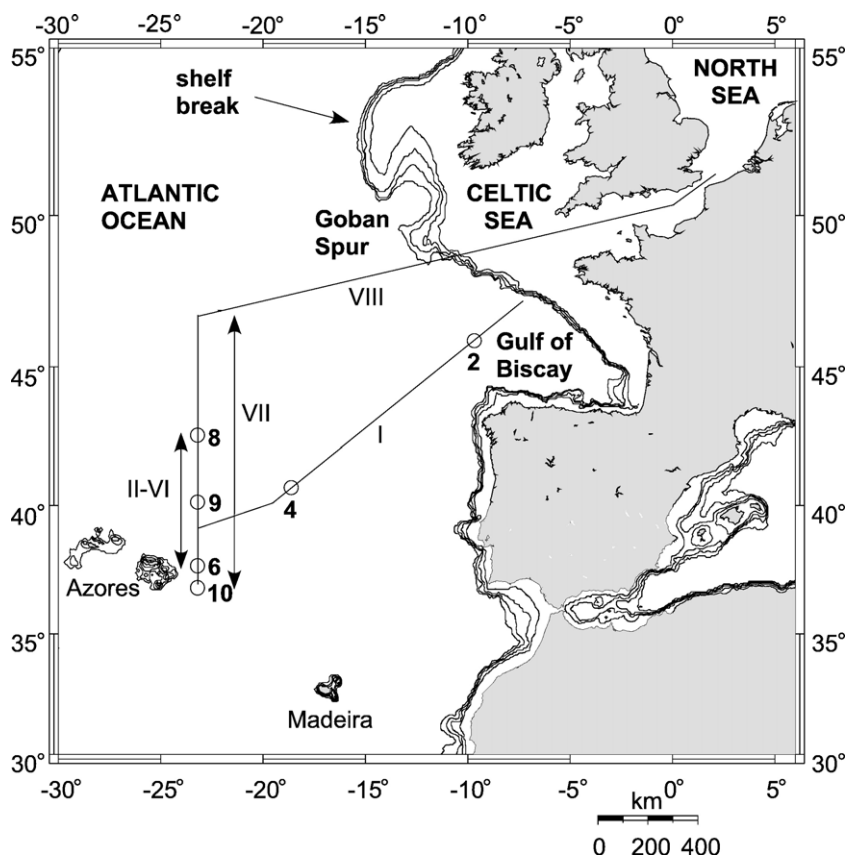 -30° -25° -20° -15° -10° -5° 0° 5°
55° 55°
shelf
break
NORTH
SEA
ATLANTIC
OCEAN
CELTIC
SEA
Goban
Spur
50° 50°
VIII
Gulf of
Biscay
2
45° 45°
VII
8
I
II-VI
9
4
40° 40°
6
Azores
10
35° 35°
Madeira
30° 30°
-30° -25° -20° -15° -10° -5° 0° 5°
km
0 200 400